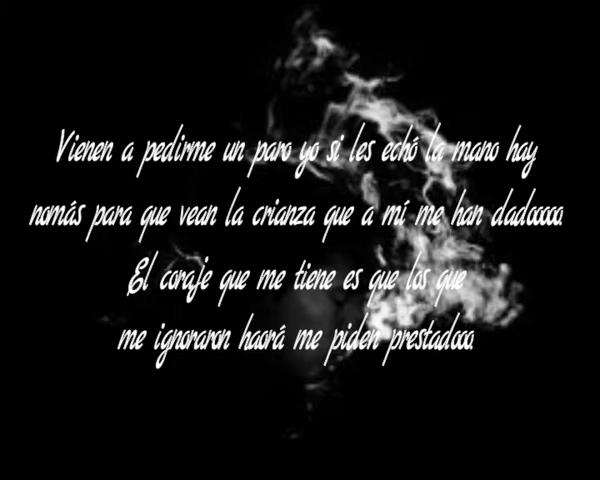 Vienen a pedirme un paro yo si les echó la mano hay
nomás para que vean la crianza que a mí me han dadooooo.
El coraje que me tiene es que los que
me ignoraron haorá me piden prestadooo.